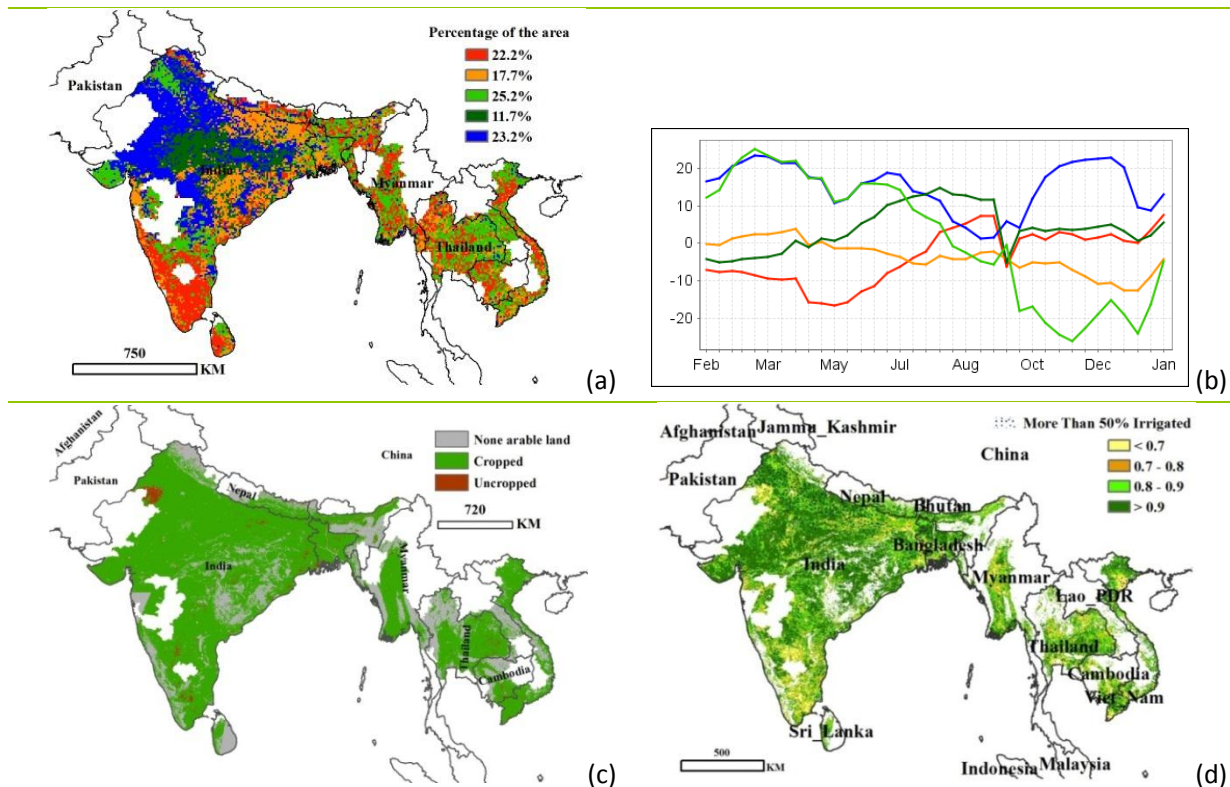 Percentage of the area
22.2%
17.7%
25.2%
11.7%
23.2%
Pakistan
India
Myanmar
Thailand
750
KM
(a)
20
10
0
-10
-20
Feb Mar May Jul Aug Oct Dec Jan
(b)
Afghanistan
None arable land
Cropped
Uncropped
China
Pakistan
720
KM
Nepal
India
Myanmar
Thailand
Cambodia
(c)
More Than 50% Irrigated
Afghanistan
Jammu_Kashmir
< 0.7
0.7 - 0.8
0.8 - 0.9
> 0.9
China
Pakistan
Nepal
Bhutan
Bangladesh
India
Myanmar
Lao_PDR
Thailand
Cambodia
Viet_Nam
Sri_Lanka
500
KM
Indonesia
Malaysia
(d)